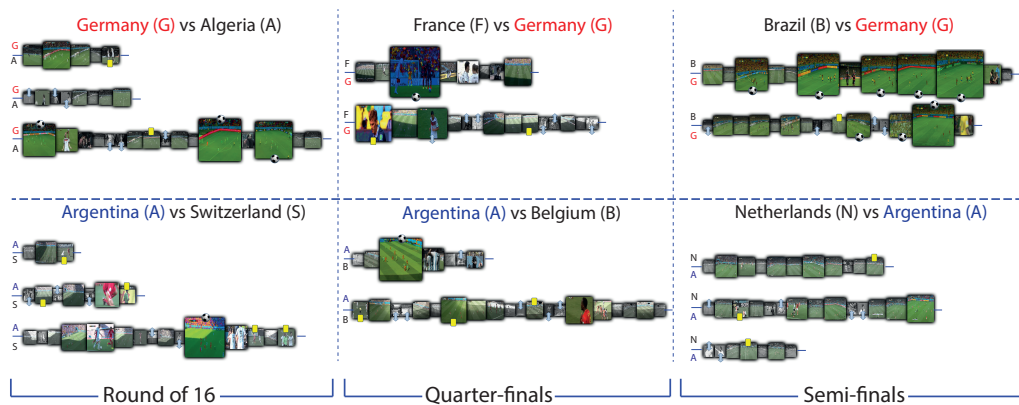 Germany (G) vs Algeria (A)
France (F) vs Germany (G)
Brazil (B) vs Germany (G)
G
A
G
A
G
A
F
G
F
G
B
G
B
G
Argentina (A) vs Switzerland (S)
Argentina (A) vs Belgium (B)
Netherlands (N) vs Argentina (A)
A
S
A
S
A
S
A
B
A
B
N
A
N
A
N
A
Round of 16
Quarter-finals
Semi-finals